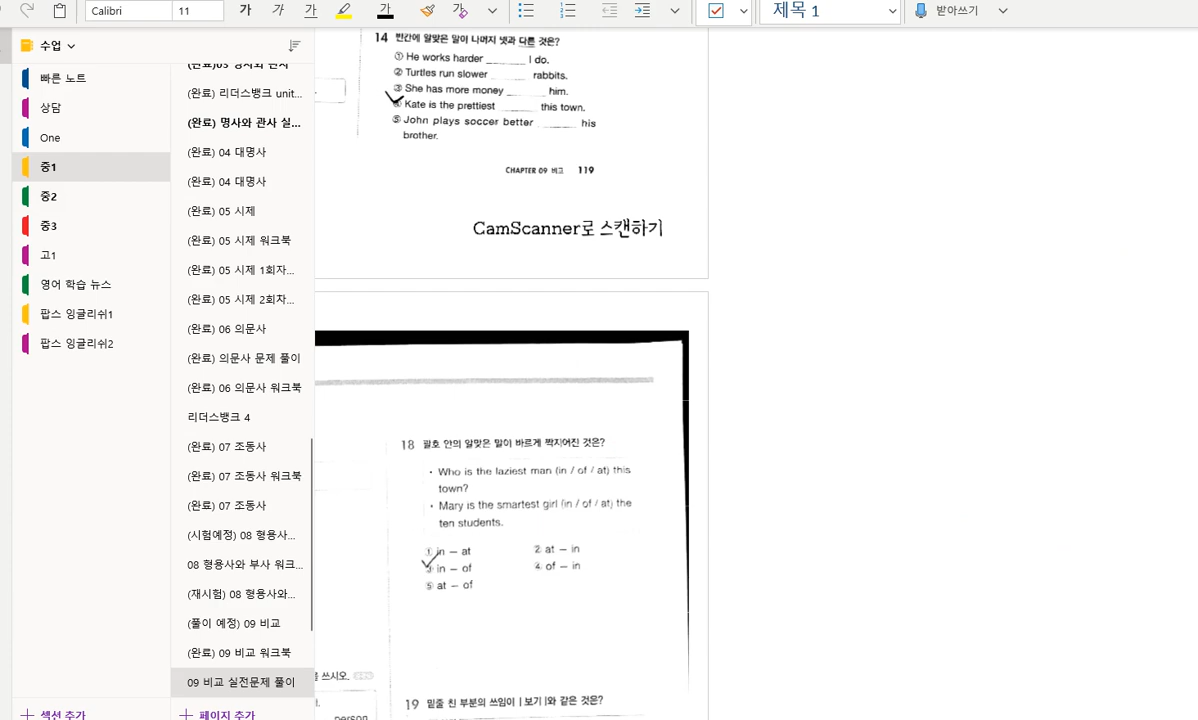 Calibri 11 가 가 가 가 제목 1 받아쓰기
수업
빠른 노트
상담
One
중1
중2
중3
고1
영어 학습 뉴스
팝스 잉글리쉬1
팝스 잉글리쉬2
섹션 추가
(완료)03 명사와 관사
(완료) 리더스뱅크 unit...
(완료) 명사와 관사 실...
(완료) 04 대명사
(완료) 04 대명사
(완료) 05 시제
(완료) 05 시제 워크북
(완료) 05 시제 1회차...
(완료) 05 시제 2회차...
(완료) 06 의문사
(완료) 의문사 문제 풀이
(완료) 06 의문사 워크북
리더스뱅크 4
(완료) 07 조동사
(완료) 07 조동사 워크북
(완료) 07 조동사
(시험예정) 08 형용사...
08 형용사와 부사 워크...
(재시험) 08 형용사와...
(풀이 예정) 09 비교
(완료) 09 비교 워크북
09 비교 실전문제 풀이
페이지 추가
14 빈칸에 알맞은 말이 나머지 넷과 다른 것은?
① He works harder ______ I do.
② Turtles run slower ______ rabbits.
③ She has more money ______ him.
④ Kate is the prettiest ______ this town.
⑤ John plays soccer better ______ his
brother.
CHAPTER 09 비교 119
CamScanner로 스캔하기
18 괄호 안의 알맞은 말이 바르게 짝지어진 것은?
· Who is the laziest man (in / of / at) this
town?
· Mary is the smartest girl (in / of / at) the
ten students.
① in – at ② at – in
③ in – of ④ of – in
⑤ at – of
쓰시오.
person
19 밑줄 친 부분의 쓰임이 |보기|와 같은 것은?